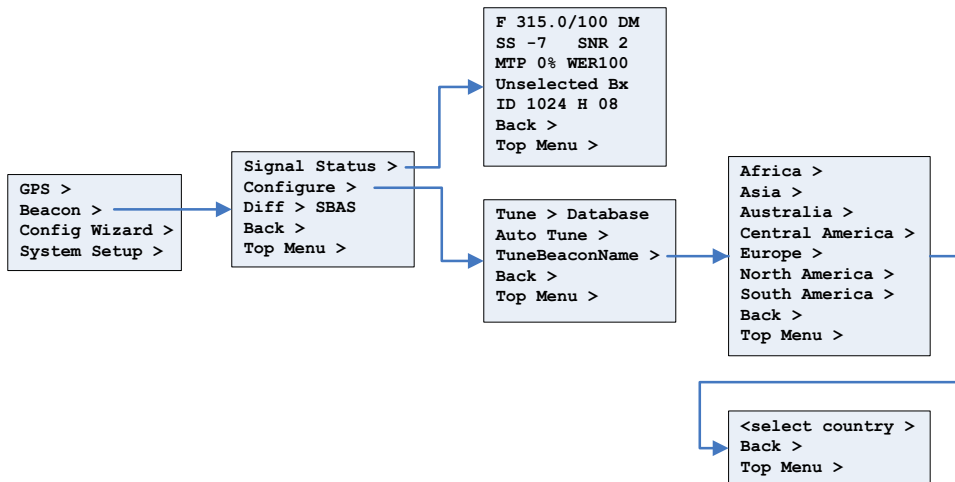 GPS >
Beacon >
Config Wizard >
System Setup >
Signal Status >
Configure >
Diff > SBAS
Back >
Top Menu >
F 315.0/100 DM
SS -7 SNR 2
MTP 0% WER100
Unselected Bx
ID 1024 H 08
Back >
Top Menu >
Tune > Database
Auto Tune >
TuneBeaconName >
Back >
Top Menu >
Africa >
Asia >
Australia >
Central America >
Europe >
North America >
South America >
Back >
Top Menu >
<select country >
Back >
Top Menu >